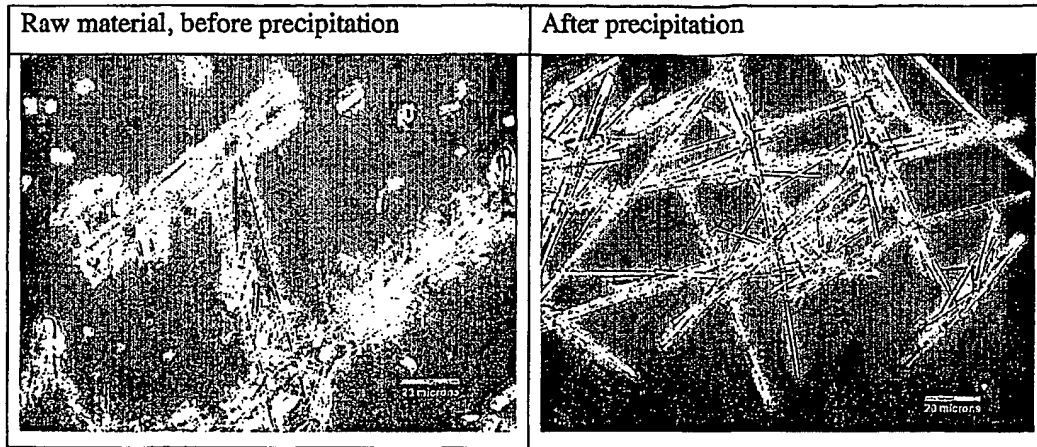 Raw material, before precipitation
After precipitation
20 microns
20 microns